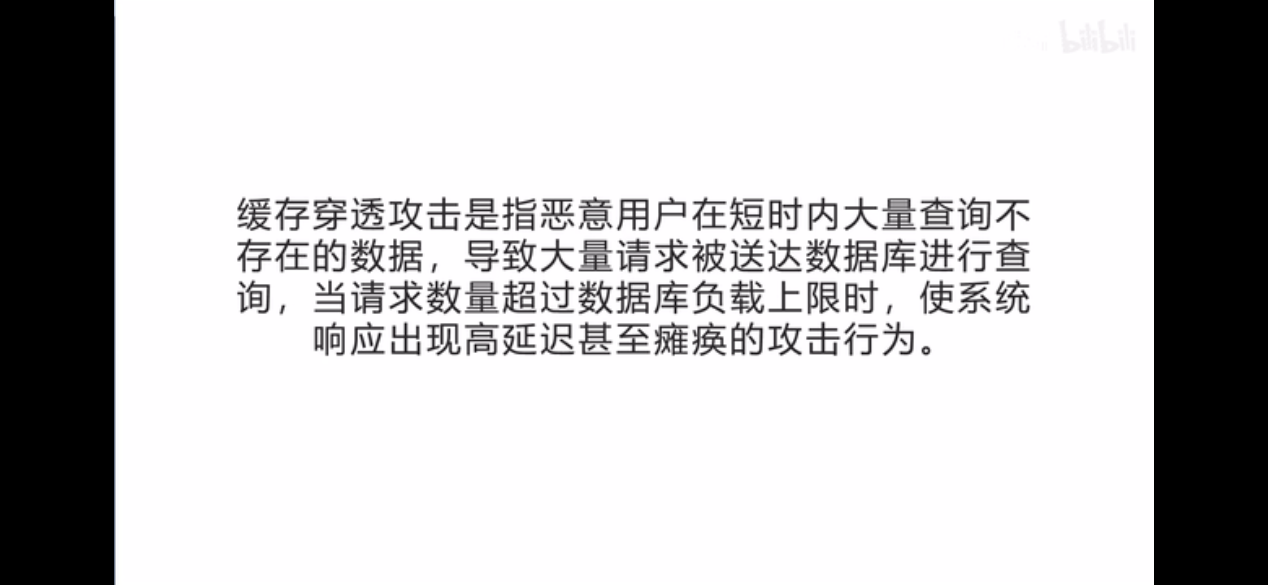 bilibili
缓存穿透攻击是指恶意用户在短时内大量查询不
存在的数据，导致大量请求被送达数据库进行查
询，当请求数量超过数据库负载上限时，使系统
响应出现高延迟甚至瘫痪的攻击行为。